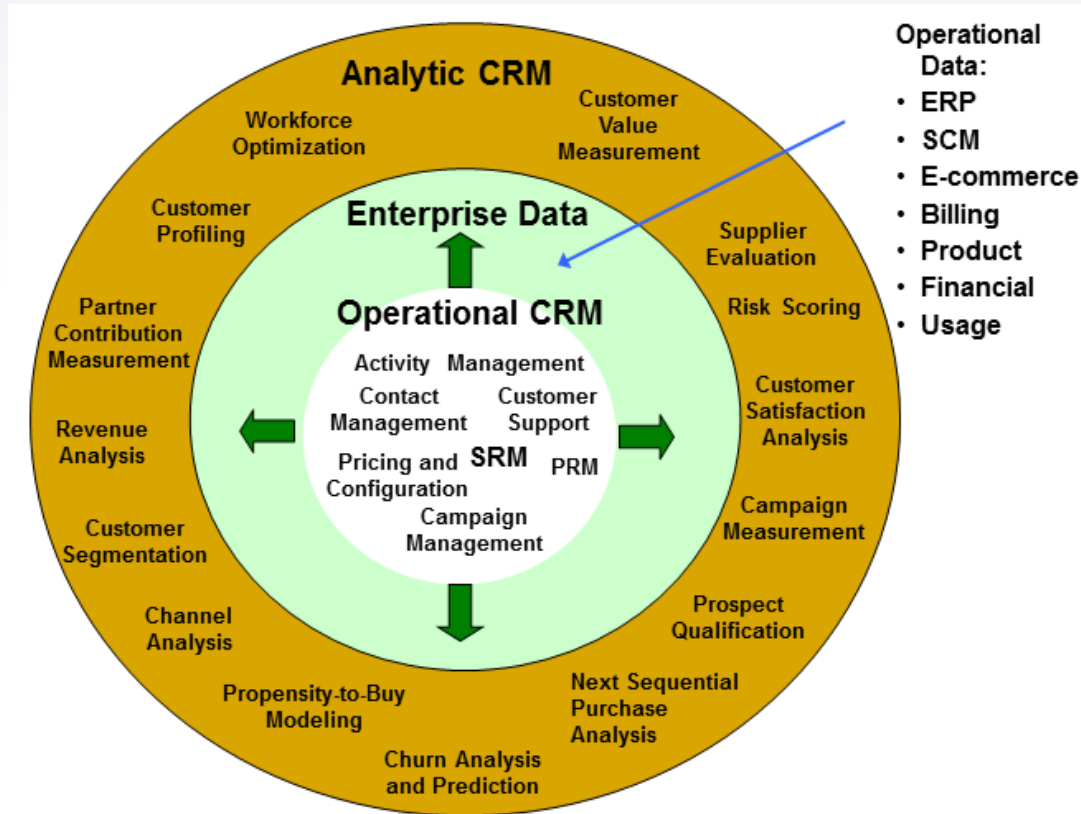 Analytic CRM
Workforce
Optimization
Customer
Value
Measurement
Customer
Profiling
Supplier
Evaluation
Partner
Contribution
Measurement
Risk Scoring
Revenue
Analysis
Customer
Satisfaction
Analysis
Customer
Segmentation
Campaign
Measurement
Channel
Analysis
Prospect
Qualification
Propensity-to-Buy
Modeling
Next Sequential
Purchase
Analysis
Churn Analysis
and Prediction
Enterprise Data
Operational CRM
Activity Management
Contact
Management
Customer
Support
Pricing and
Configuration
SRM
PRM
Campaign
Management
Operational
Data:
• ERP
• SCM
• E-commerce
• Billing
• Product
• Financial
• Usage